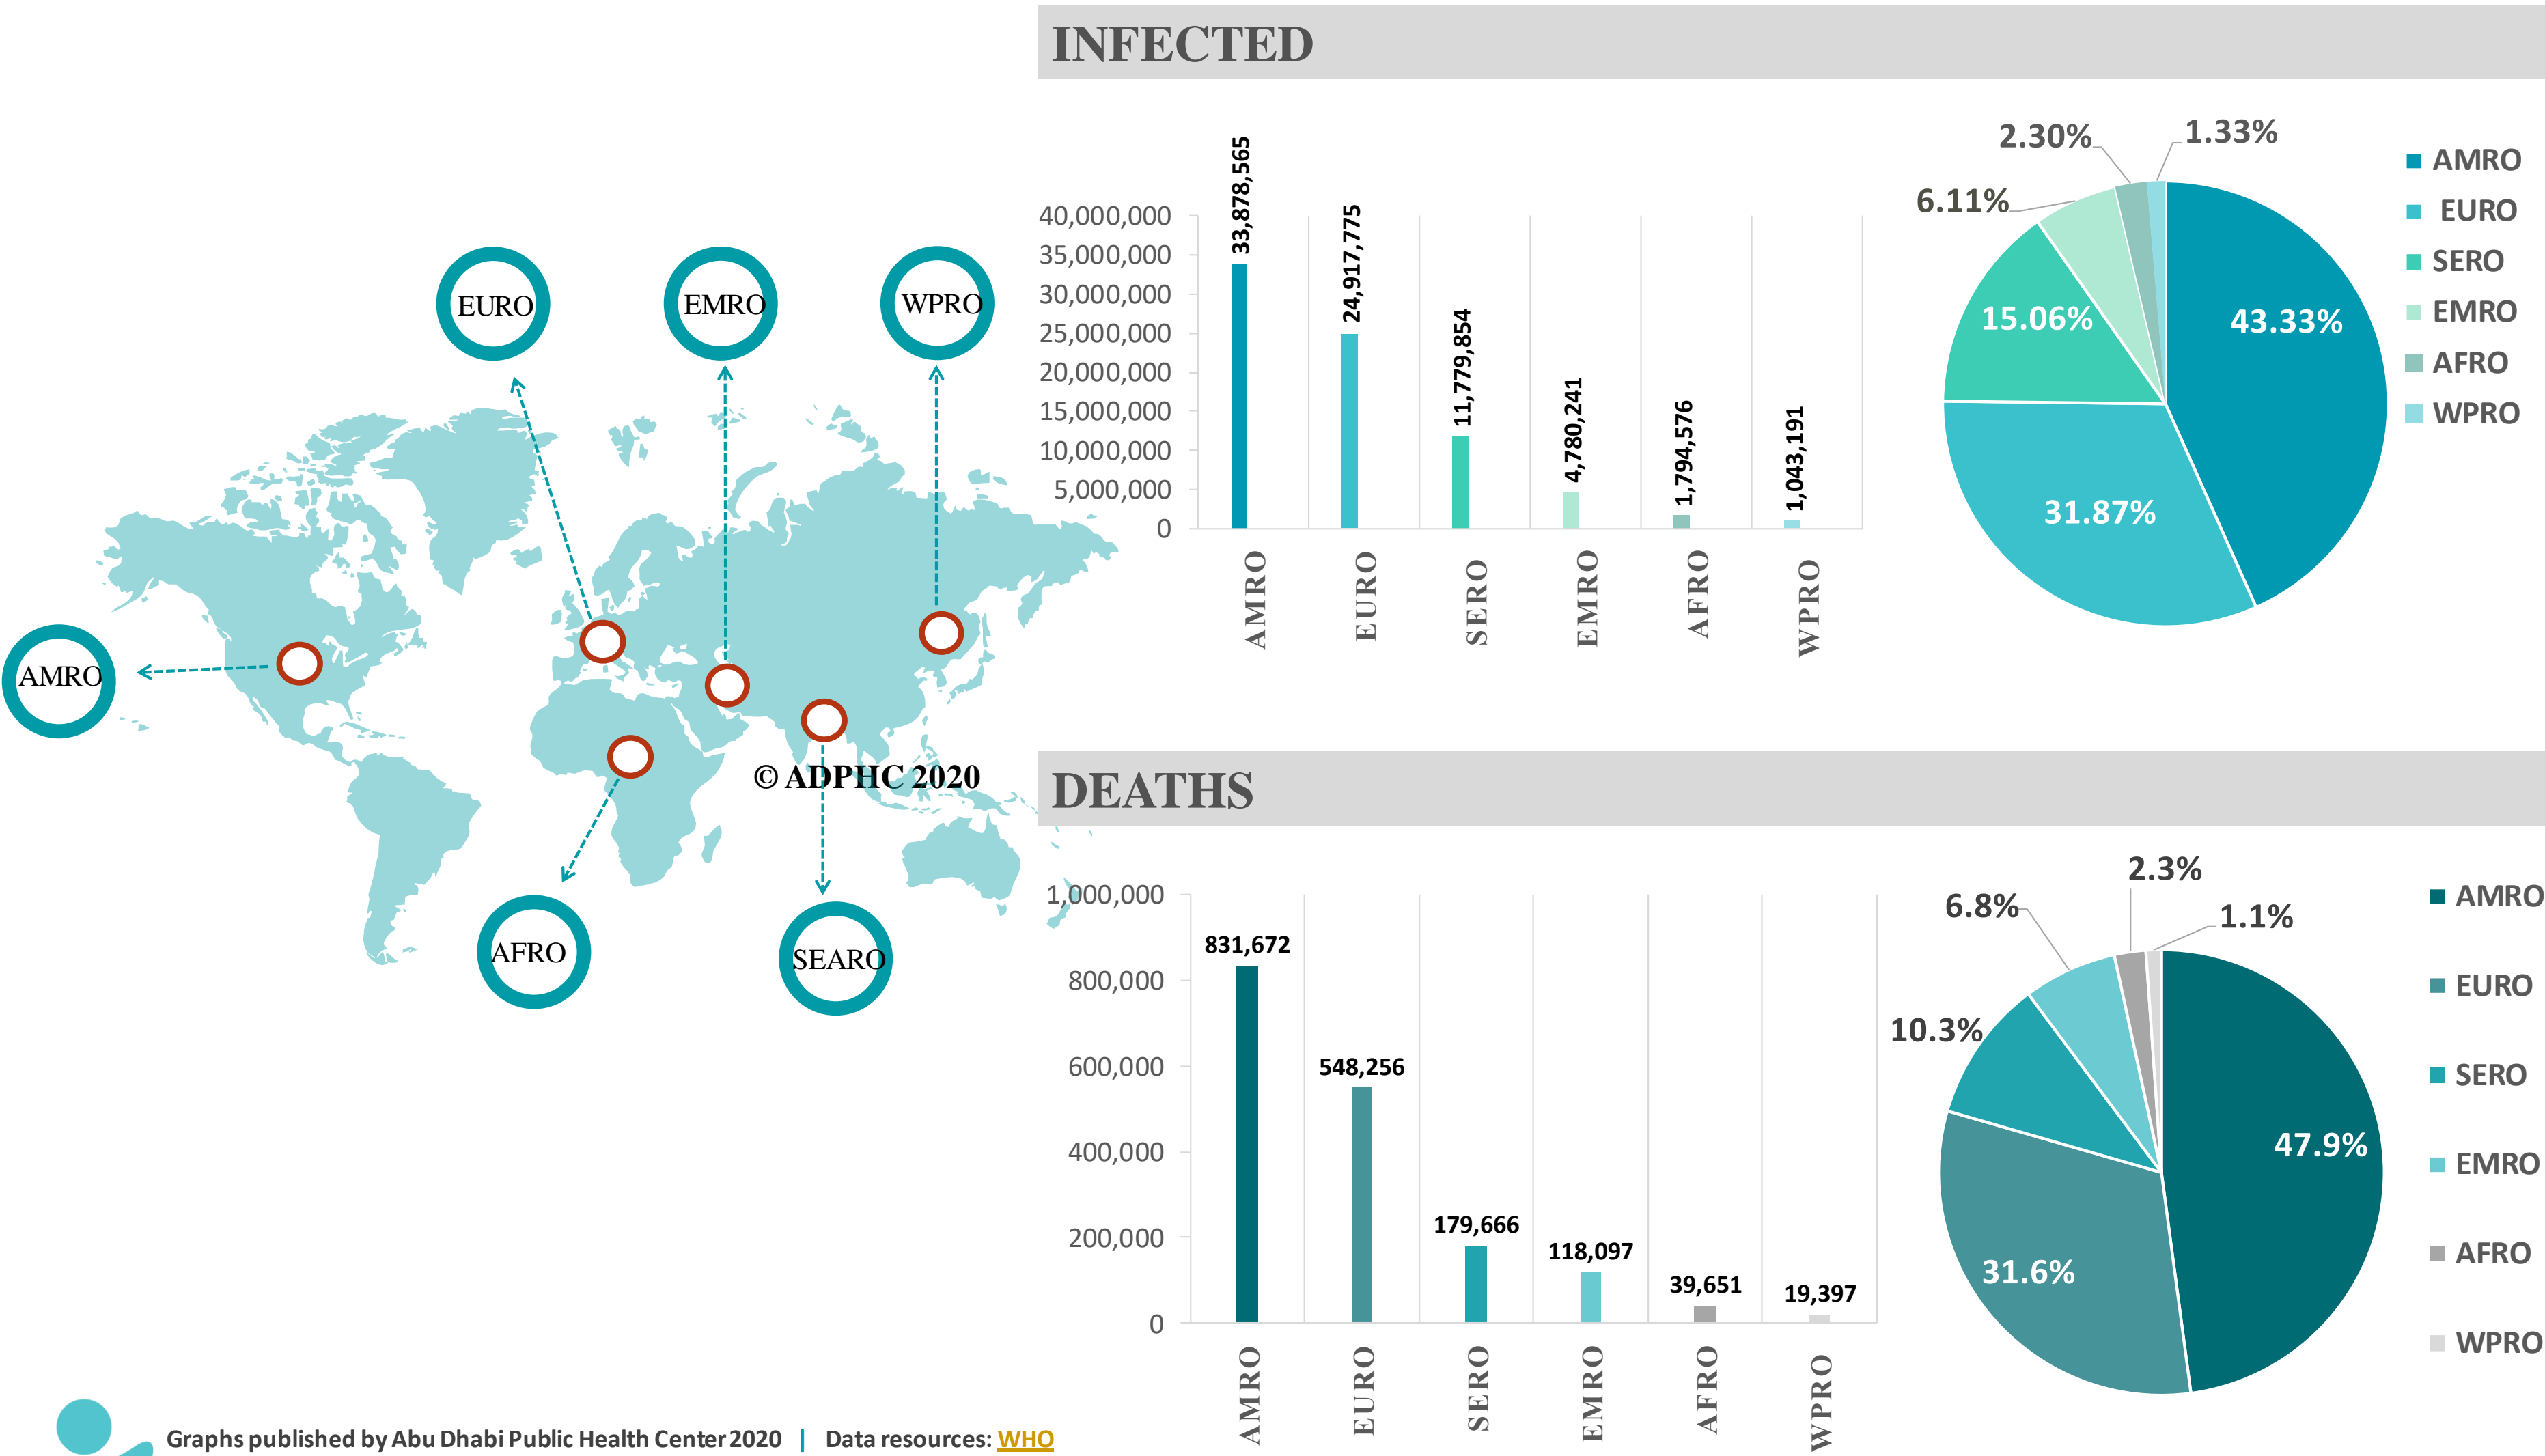 INFECTED
EURO
EMRO
WPRO
AMRO
AFRO
SEARO
© ADPHC 2020
40,000,000
35,000,000
30,000,000
25,000,000
20,000,000
15,000,000
10,000,000
5,000,000
0
33,878,565
24,917,775
11,779,854
4,780,241
1,794,576
1,043,191
AMRO
EURO
SERO
EMRO
AFRO
WPRO
2.30%
1.33%
6.11%
15.06%
43.33%
31.87%
AMRO
EURO
SERO
EMRO
AFRO
WPRO
DEATHS
1,000,000
800,000
600,000
400,000
200,000
0
831,672
548,256
179,666
118,097
39,651
19,397
AMRO
EURO
SERO
EMRO
AFRO
WPRO
2.3%
6.8%
1.1%
10.3%
47.9%
31.6%
AMRO
EURO
SERO
EMRO
AFRO
WPRO
Graphs published by Abu Dhabi Public Health Center 2020 | Data resources: WHO